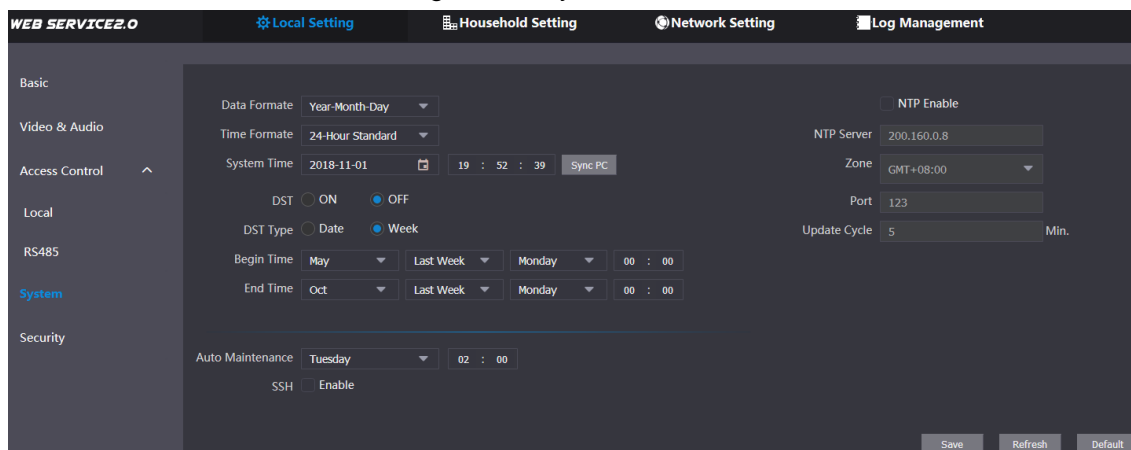 WEB SERVICE2.0 Local Setting Household Setting Network Setting Log Management
Basic
Video & Audio
Access Control
Local
RS485
System
Security
Data Formate Year-Month-Day
Time Formate 24-Hour Standard
System Time 2018-11-01 19 : 52 : 39 Sync PC
DST ON OFF
DST Type Date Week
Begin Time May Last Week Monday 00 : 00
End Time Oct Last Week Monday 00 : 00
Auto Maintenance Tuesday 02 : 00
SSH Enable
NTP Enable
NTP Server 200.160.0.8
Zone GMT+08:00
Port 123
Update Cycle 5 Min.
Save Refresh Default